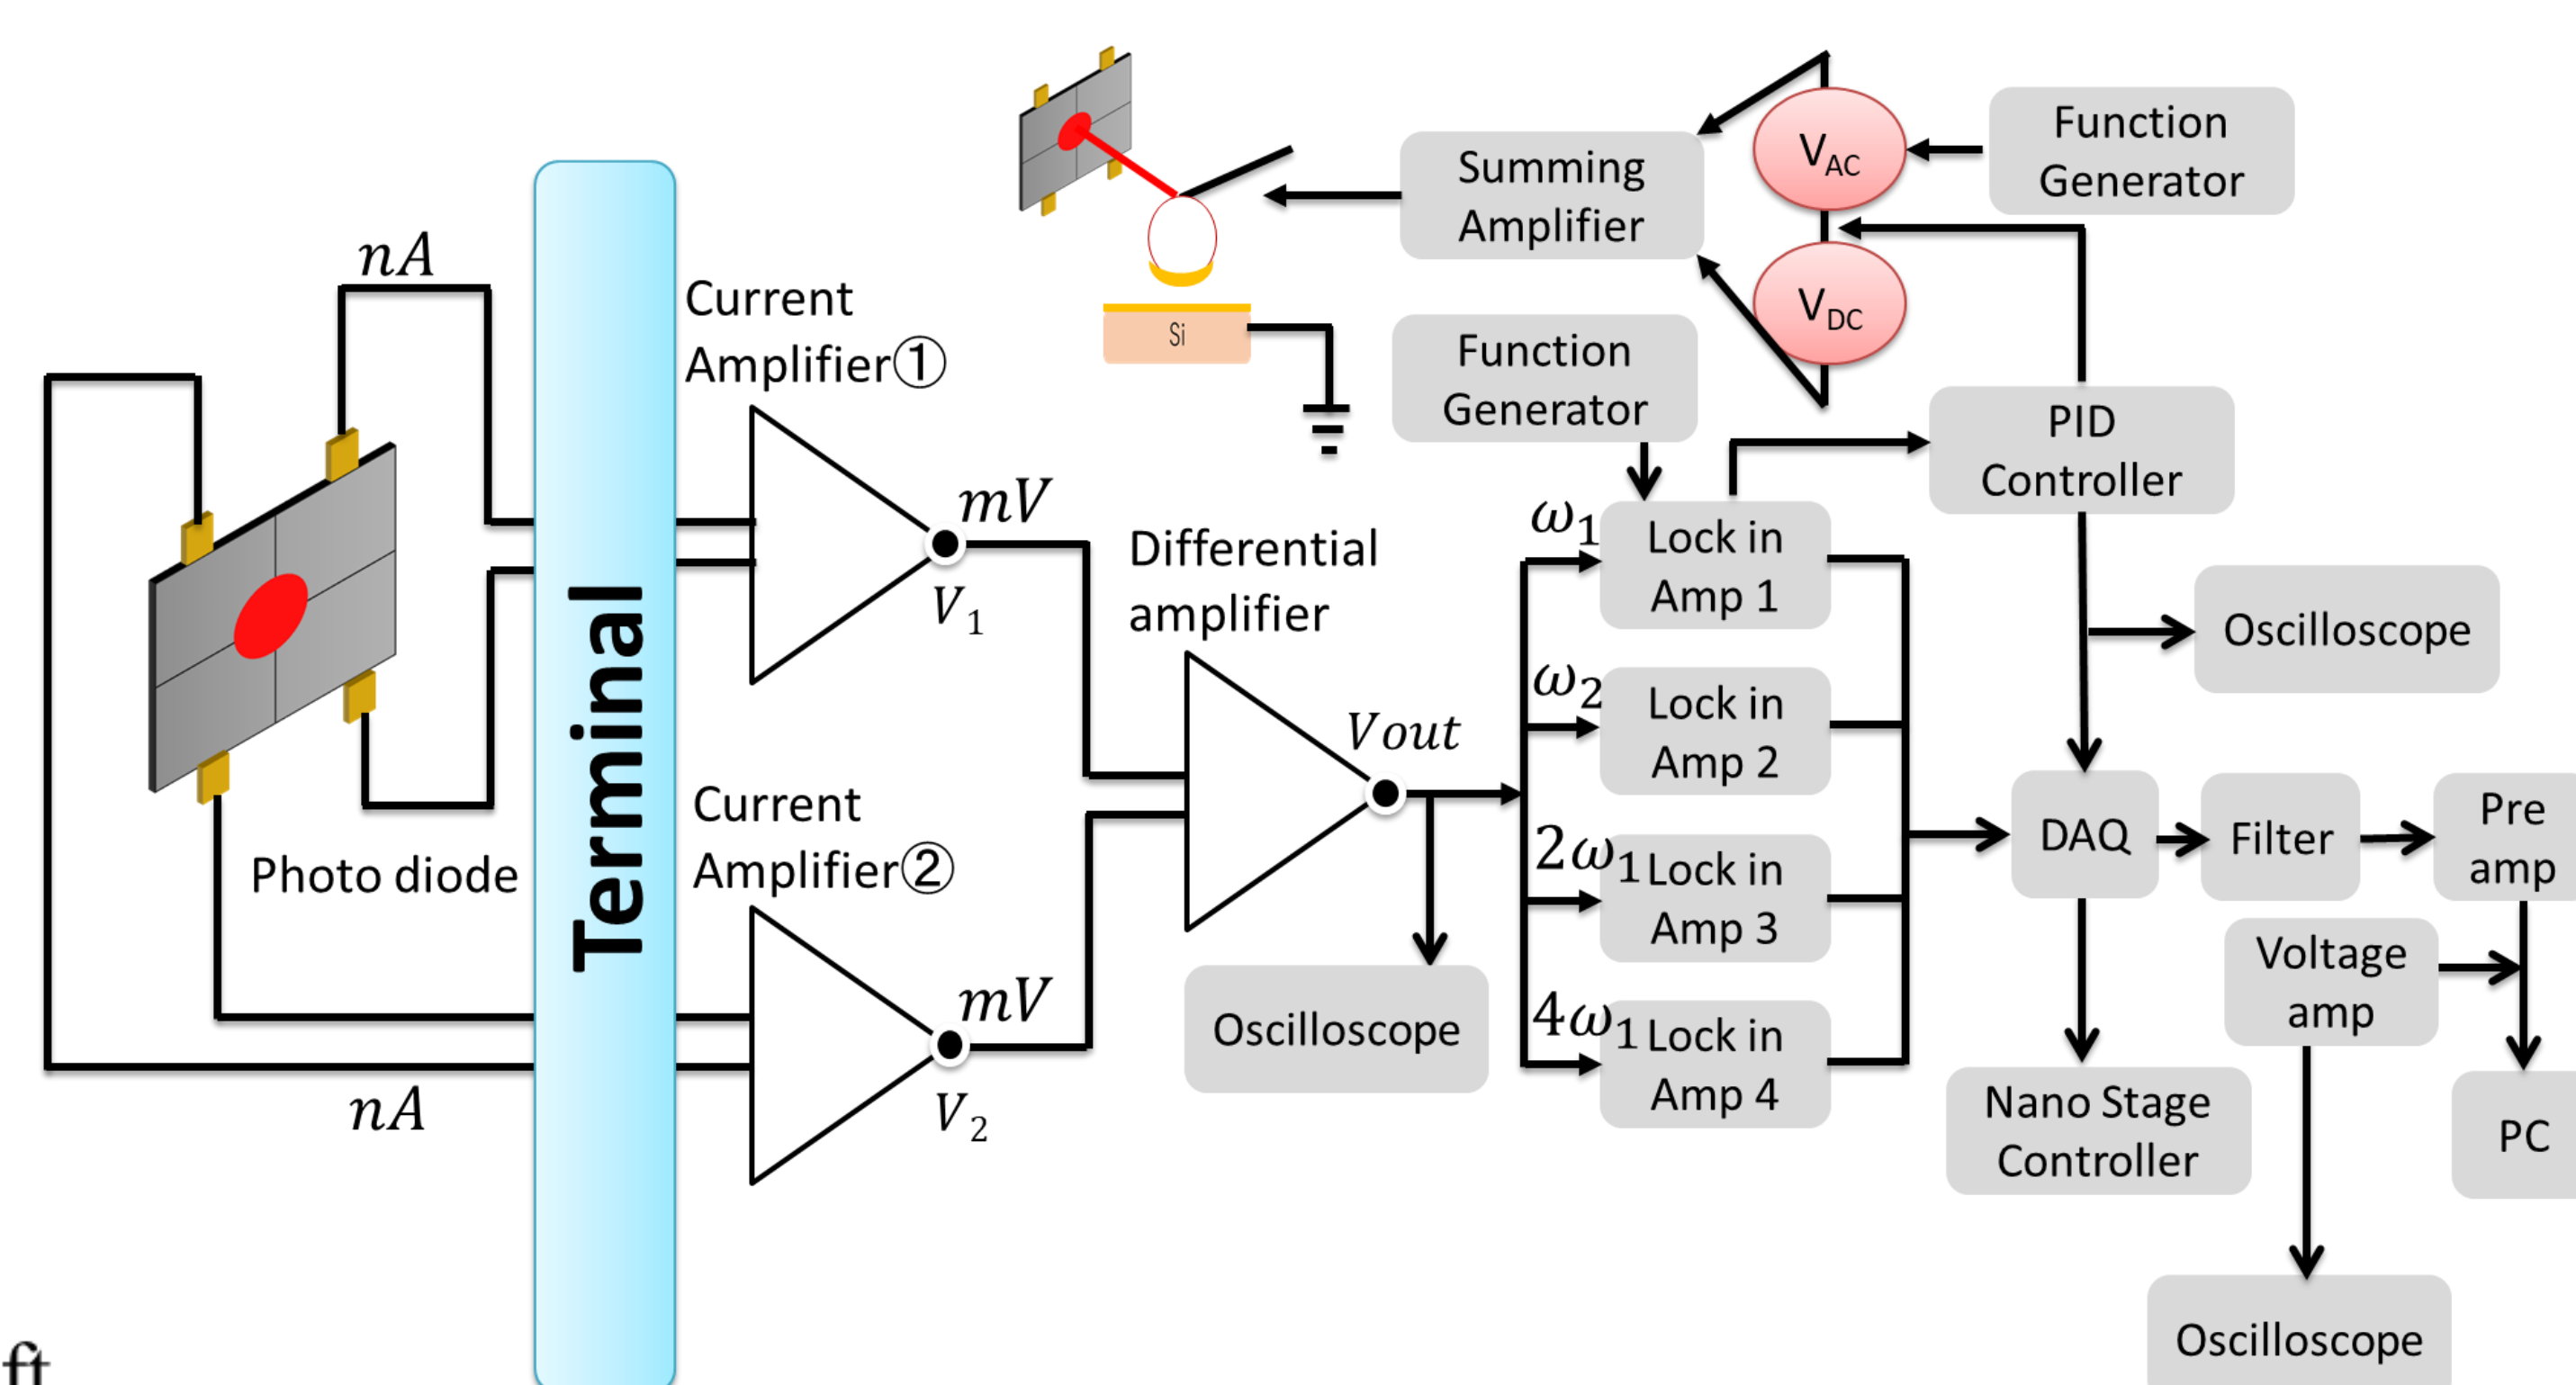 nA
Photo diode
nA
Terminal
Current
Amplifier①
mV
V1
Current
Amplifier②
mV
V2
Differential
amplifier
Vout
Oscilloscope
Si
Summing
Amplifier
VAC
VDC
Function
Generator
Function
Generator
PID
Controller
ω1
Lock in
Amp 1
ω2
Lock in
Amp 2
2ω1
Lock in
Amp 3
4ω1
Lock in
Amp 4
Oscilloscope
DAQ
Filter
Pre
amp
Voltage
amp
Nano Stage
Controller
PC
Oscilloscope
ft